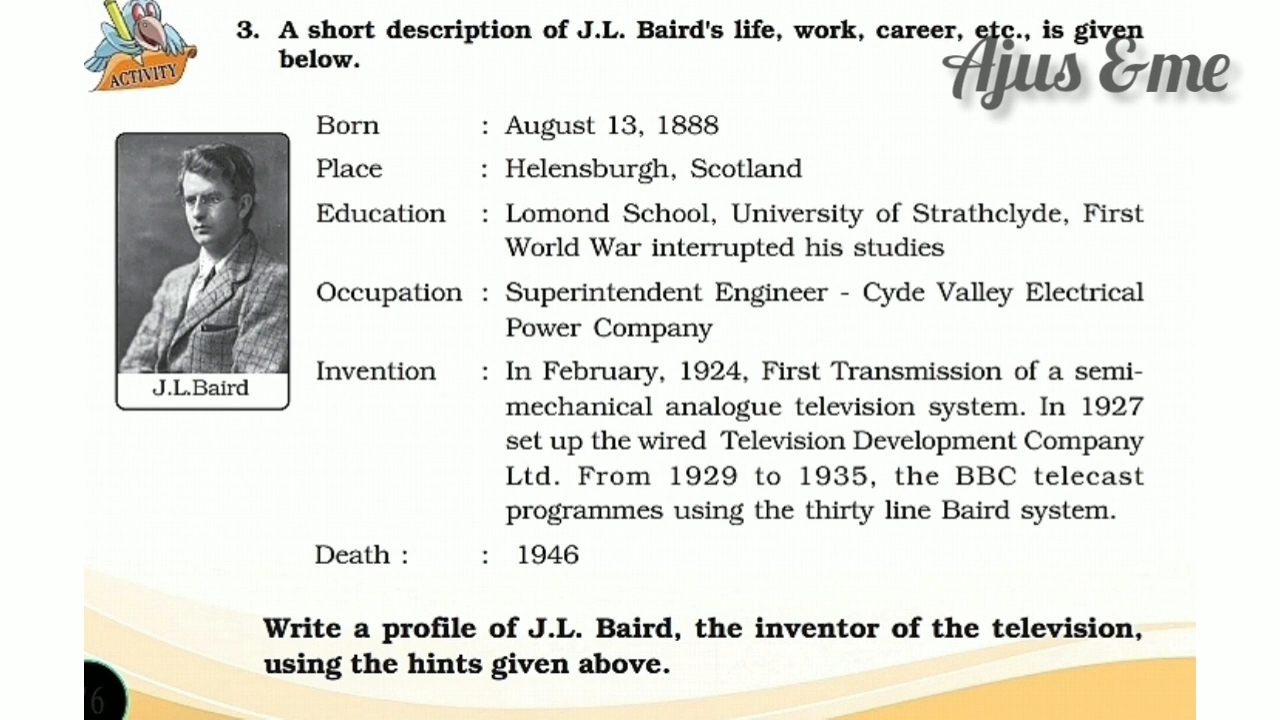 3. A short description of J.L. Baird's life, work, career, etc., is given
below.
Ajus &me
ACTIVITY
Born : August 13, 1888
Place : Helensburgh, Scotland
Education : Lomond School, University of Strathclyde, First
World War interrupted his studies
Occupation : Superintendent Engineer - Cyde Valley Electrical
Power Company
Invention : In February, 1924, First Transmission of a semi-
mechanical analogue television system. In 1927
set up the wired Television Development Company
Ltd. From 1929 to 1935, the BBC telecast
programmes using the thirty line Baird system.
Death : : 1946
J.L.Baird
Write a profile of J.L. Baird, the inventor of the television,
using the hints given above.